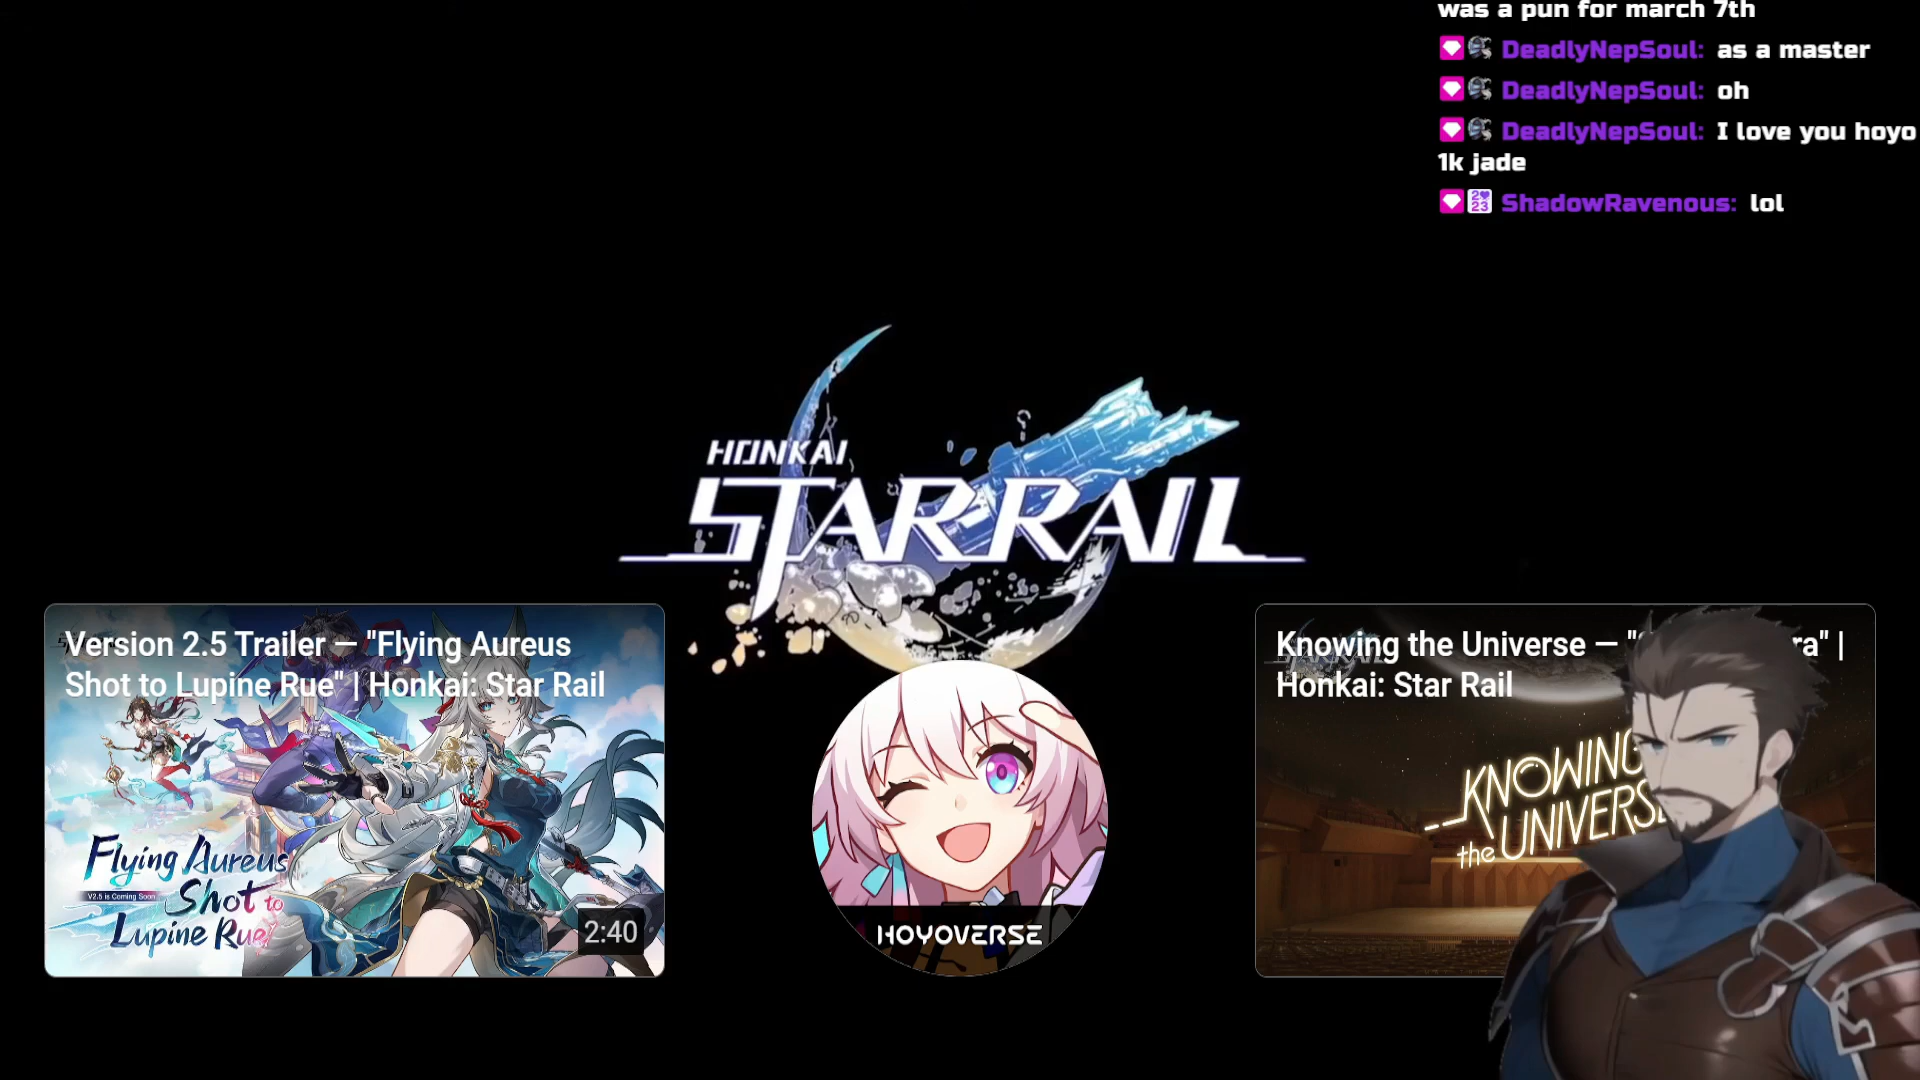 was a pun for march 7th
DeadlyNepSoul: as a master
DeadlyNepSoul: oh
DeadlyNepSoul: I love you hoyo
1k jade
ShadowRavenous: lol
HONKAI
STAR RAIL
Version 2.5 Trailer — "Flying Aureus
Shot to Lupine Rue" | Honkai: Star Rail
Flying Aureus
V2.5 is Coming Soon
Shot to
Lupine Rue
2:40
HOYOVERSE
Knowing the Universe — " ra" |
Honkai: Star Rail
KNOWING
the UNIVERSE